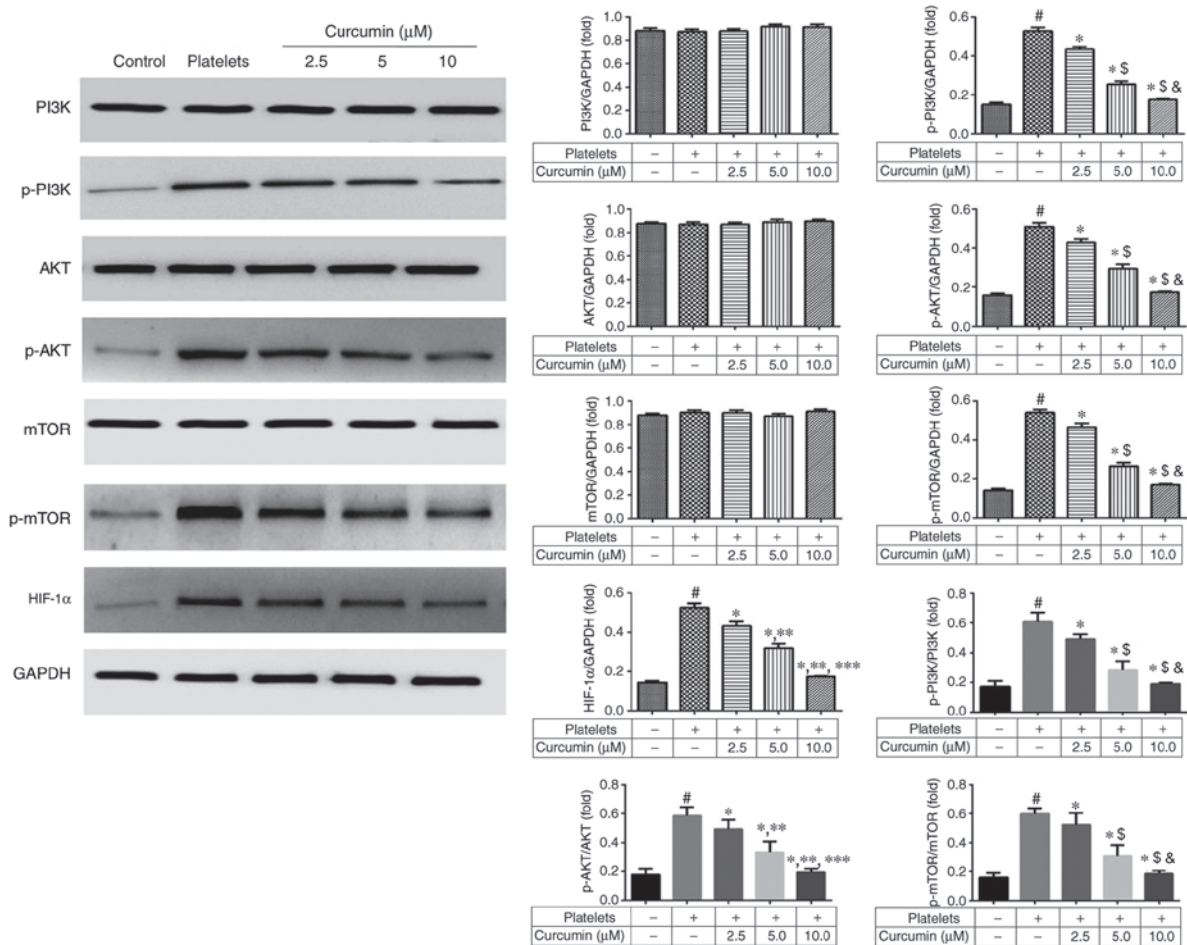 Curcumin (μM)
Control Platelets 2.5 5 10
PI3K
p-PI3K
AKT
p-AKT
mTOR
p-mTOR
HIF-1α
GAPDH
PI3K/GAPDH (fold)
1.0
0.8
0.6
0.4
0.2
0.0
Platelets – + + + +
Curcumin (μM) – – 2.5 5.0 10.0
p-PI3K/GAPDH (fold)
0.6
0.4
0.2
0.0
# * * $ * $ &
Platelets – + + + +
Curcumin (μM) – – 2.5 5.0 10.0
AKT/GAPDH (fold)
1.0
0.8
0.6
0.4
0.2
0.0
Platelets – + + + +
Curcumin (μM) – – 2.5 5.0 10.0
p-AKT/GAPDH (fold)
0.6
0.4
0.2
0.0
# * * $ * $ &
Platelets – + + + +
Curcumin (μM) – – 2.5 5.0 10.0
mTOR/GAPDH (fold)
1.0
0.8
0.6
0.4
0.2
0.0
Platelets – + + + +
Curcumin (μM) – – 2.5 5.0 10.0
p-mTOR/GAPDH (fold)
0.6
0.4
0.2
0.0
# * * $ * $ &
Platelets – + + + +
Curcumin (μM) – – 2.5 5.0 10.0
HIF-1α/GAPDH (fold)
0.6
0.4
0.2
0.0
# * *,** *,**,***
Platelets – + + + +
Curcumin (μM) – – 2.5 5.0 10.0
p-PI3K/PI3K (fold)
0.8
0.6
0.4
0.2
0.0
# * * $ * $ &
Platelets – + + + +
Curcumin (μM) – – 2.5 5.0 10.0
p-AKT/AKT (fold)
0.8
0.6
0.4
0.2
0.0
# * *,** *,**,***
Platelets – + + + +
Curcumin (μM) – – 2.5 5.0 10.0
p-mTOR/mTOR (fold)
0.8
0.6
0.4
0.2
0.0
# * * $ * $ &
Platelets – + + + +
Curcumin (μM) – – 2.5 5.0 10.0